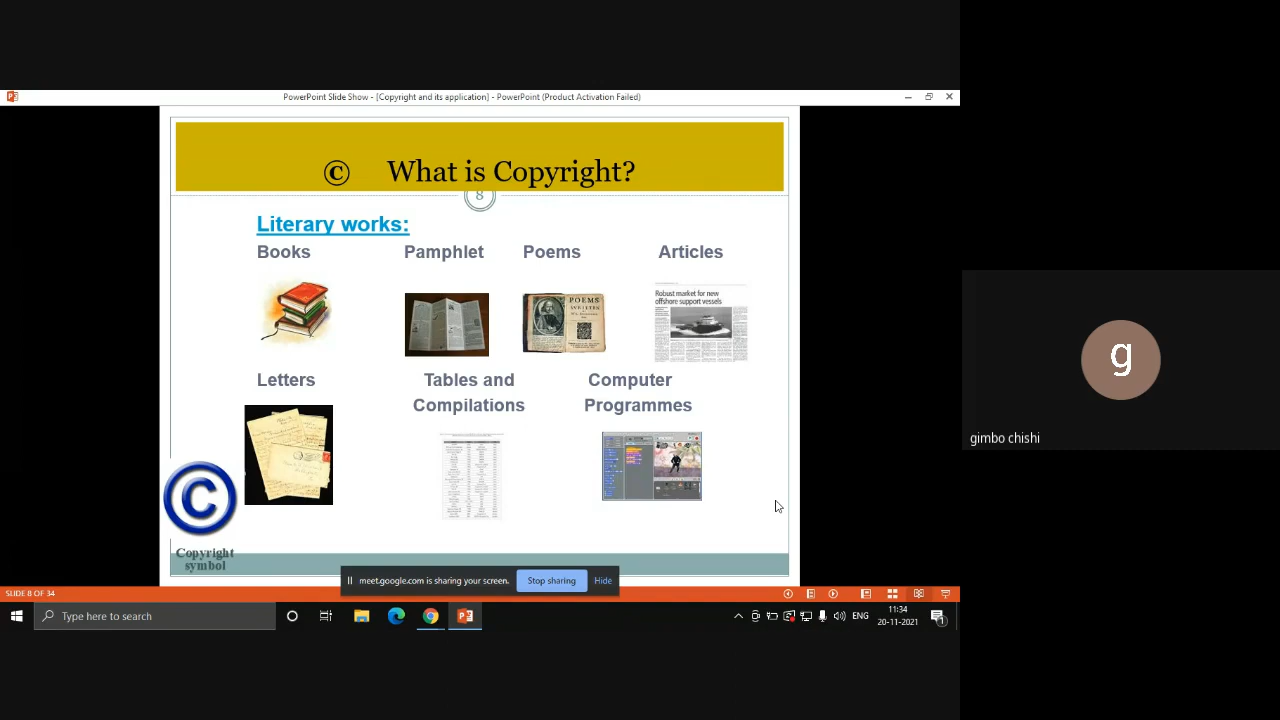 PowerPoint Slide Show - [Copyright and its application] - PowerPoint (Product Activation Failed)
© What is Copyright?
8
Literary works:
Books Pamphlet Poems Articles
POEMS
Robust market for new
offshore support vessels
Letters Tables and Computer
Compilations Programmes
C
Copyright
symbol
meet.google.com is sharing your screen. Stop sharing Hide
SLIDE 8 OF 34
Type here to search
ENG
11:34
20-11-2021
1
g
gimbo chishi